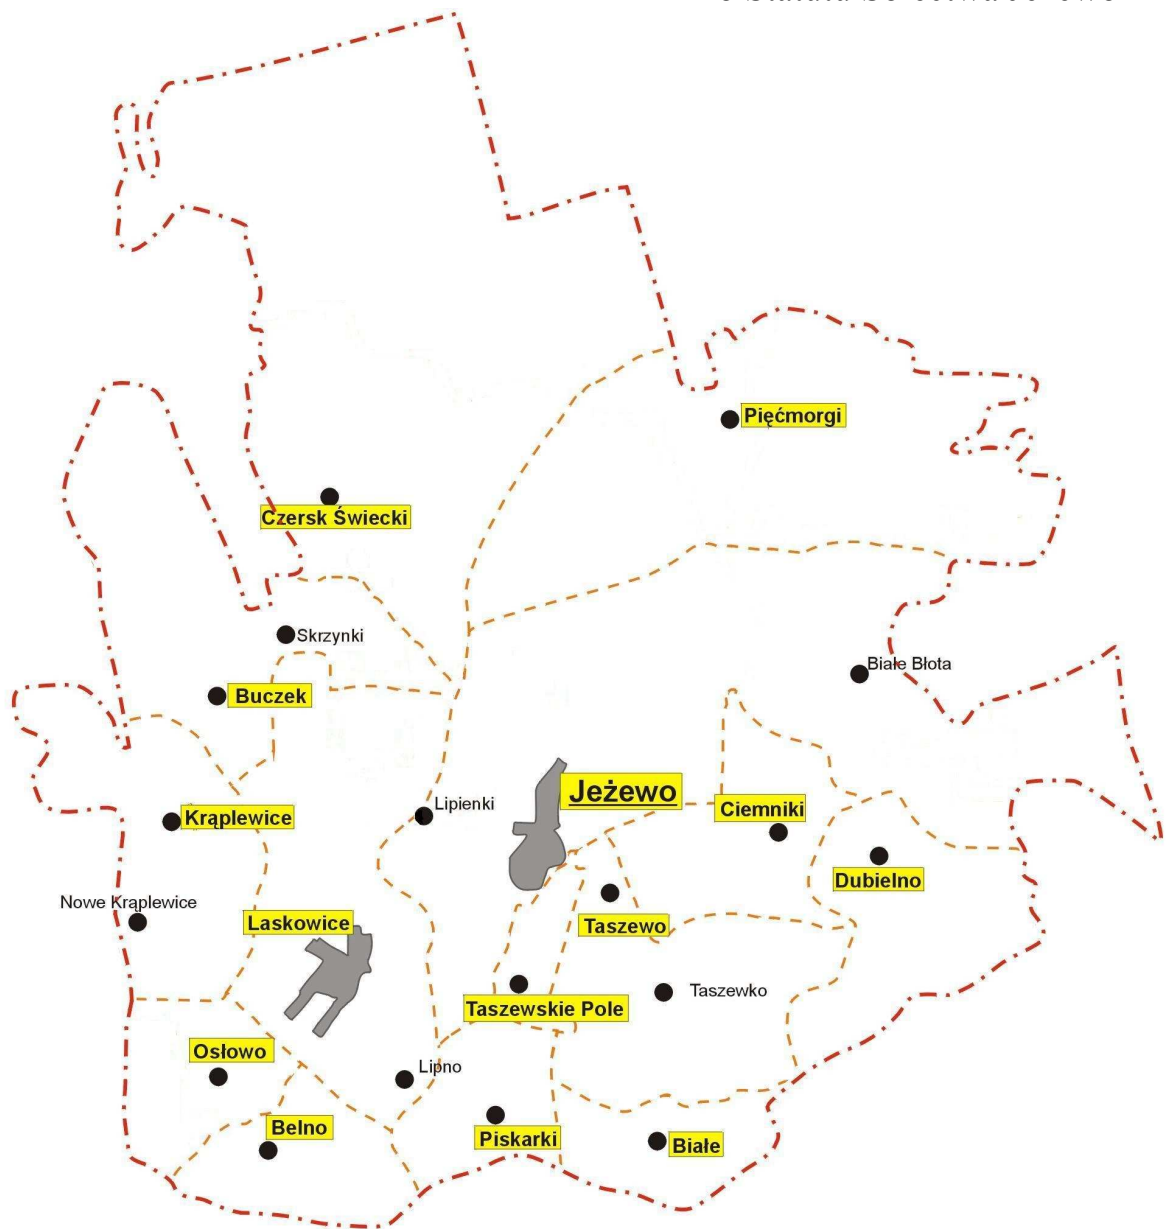 Pięćmorgi
Czersk Świecki
Skrzynki
Białe Błota
Buczek
Jeżewo
Lipienki
Ciemniki
Krąplewice
Dubielno
Nowe Krąplewice
Laskowice
Taszewo
Taszewko
Taszewskie Pole
Osłowo
Lipno
Belno
Piskarki
Białe